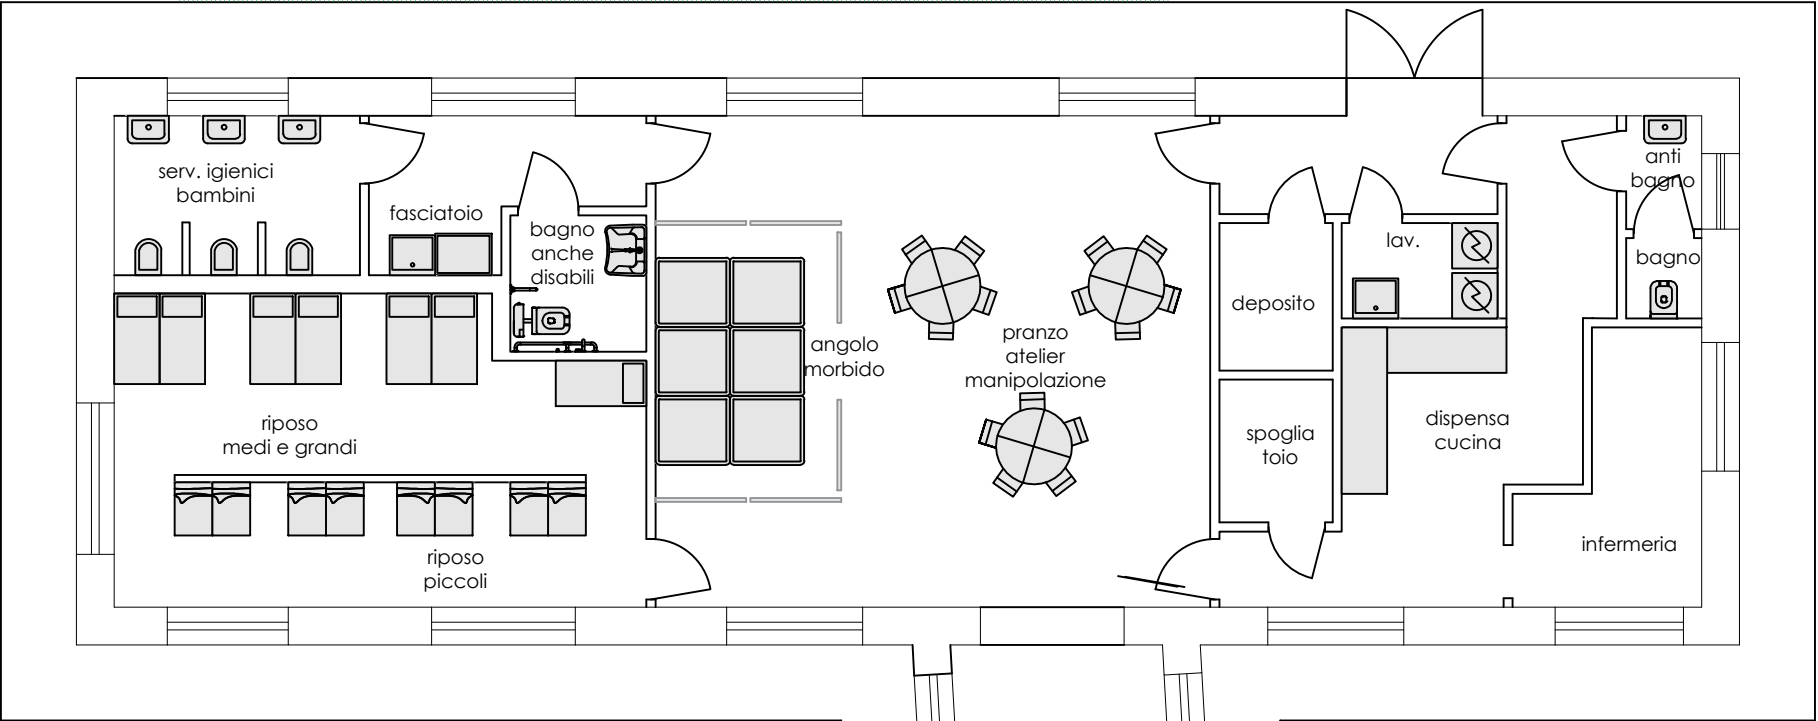 serv. igienici
bambini
fasciatoio
bagno
anche
disabili
riposo
medi e grandi
riposo
piccoli
angolo
morbido
pranzo
atelier
manipolazione
deposito
spoglia
toio
lav.
dispensa
cucina
anti
bagno
bagno
infermeria